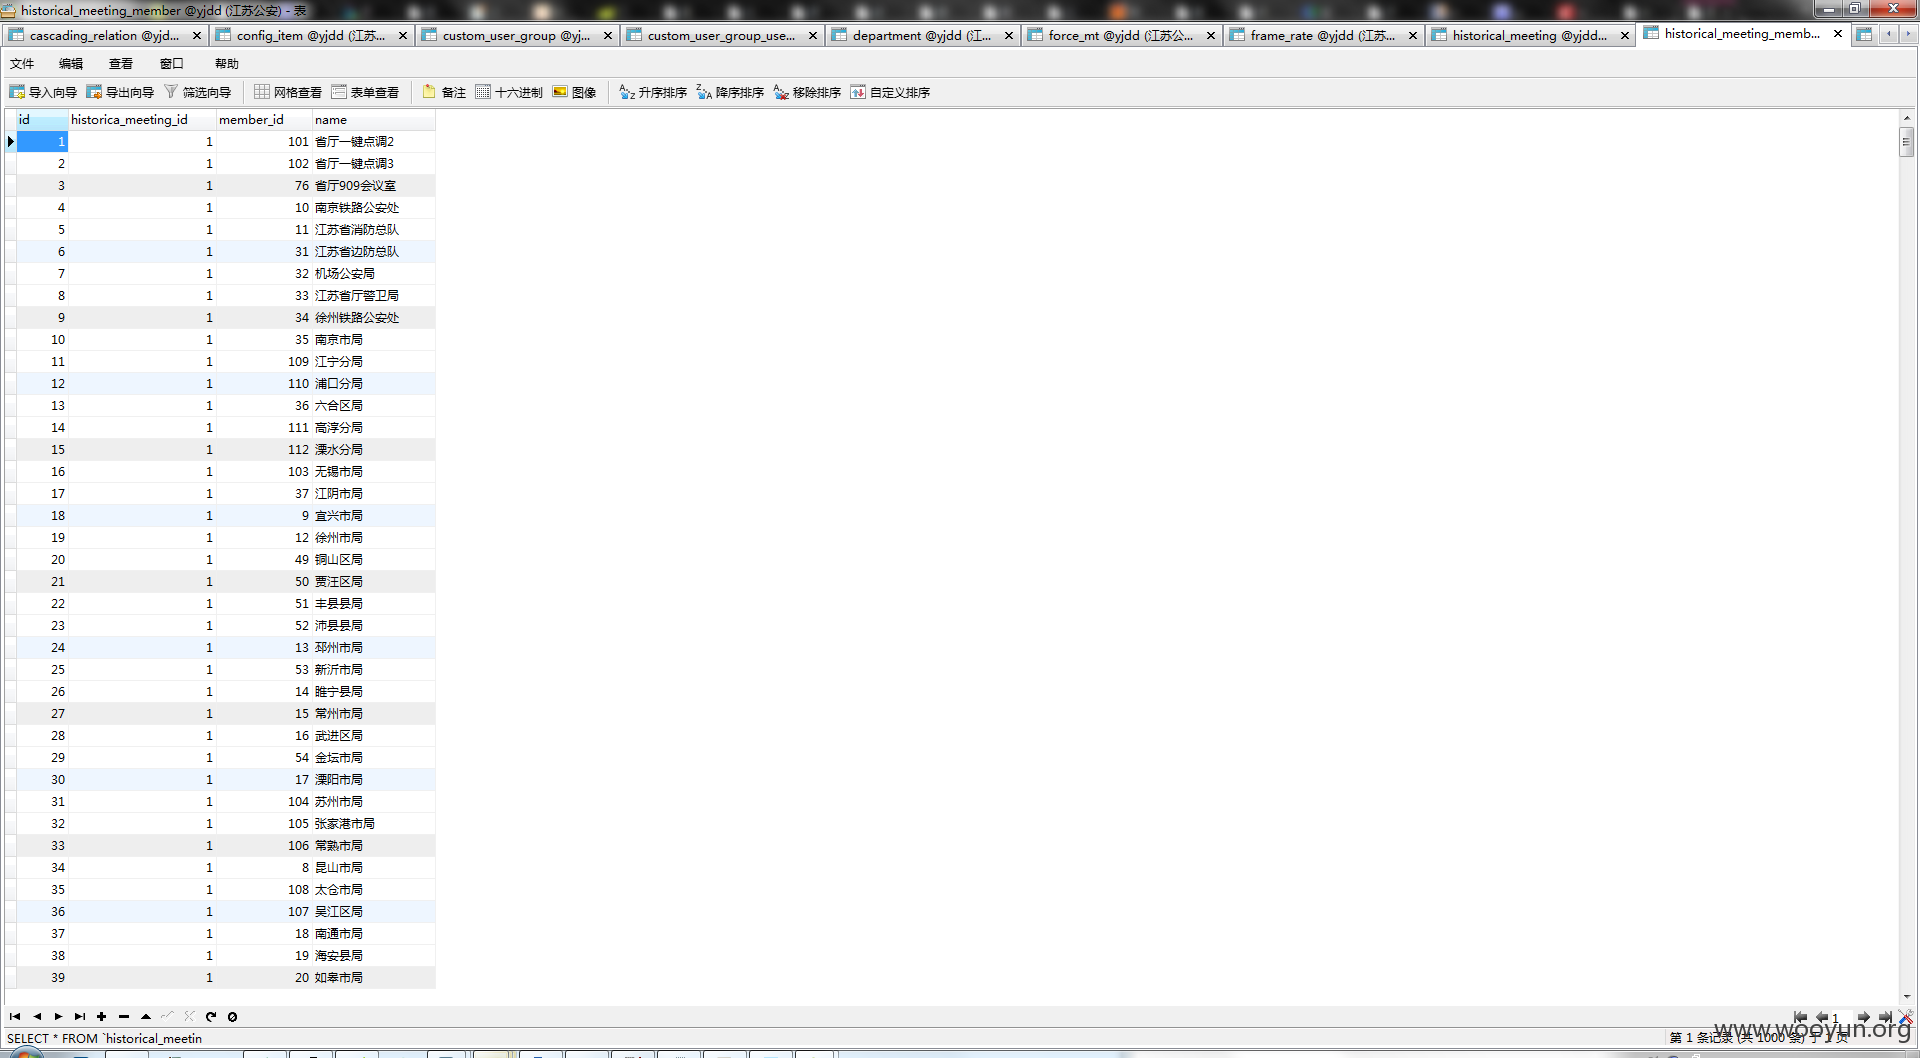 historical_meeting_member @yjdd (江苏公安) - 表
cascading_relation @yjd... config_item @yjdd (江苏... custom_user_group @yj... custom_user_group_use... department @yjdd (江... force_mt @yjdd (江苏公... frame_rate @yjdd (江苏... historical_meeting @yjdd... historical_meeting_memb...
文件 编辑 查看 窗口 帮助
导入向导 导出向导 筛选向导 网格查看 表单查看 备注 十六进制 图像 升序排序 降序排序 移除排序 自定义排序
id historica_meeting_id member_id name
1 1 101 省厅一键点调2
2 1 102 省厅一键点调3
3 1 76 省厅909会议室
4 1 10 南京铁路公安处
5 1 11 江苏省消防总队
6 1 31 江苏省边防总队
7 1 32 机场公安局
8 1 33 江苏省厅警卫局
9 1 34 徐州铁路公安处
10 1 35 南京市局
11 1 109 江宁分局
12 1 110 浦口分局
13 1 36 六合区局
14 1 111 高淳分局
15 1 112 溧水分局
16 1 103 无锡市局
17 1 37 江阴市局
18 1 9 宜兴市局
19 1 12 徐州市局
20 1 49 铜山区局
21 1 50 贾汪区局
22 1 51 丰县县局
23 1 52 沛县县局
24 1 13 邳州市局
25 1 53 新沂市局
26 1 14 睢宁县局
27 1 15 常州市局
28 1 16 武进区局
29 1 54 金坛市局
30 1 17 溧阳市局
31 1 104 苏州市局
32 1 105 张家港市局
33 1 106 常熟市局
34 1 8 昆山市局
35 1 108 太仓市局
36 1 107 吴江区局
37 1 18 南通市局
38 1 19 海安县局
39 1 20 如皋市局
1
SELECT * FROM `historical_meetin
第 1 条记录 (共 1000 条) 于 1 页
www.wooyun.org